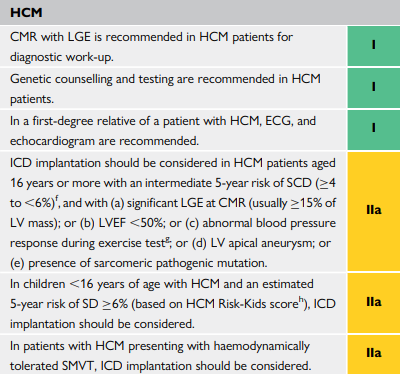 HCM
CMR with LGE is recommended in HCM patients for
diagnostic work-up.
I
Genetic counselling and testing are recommended in HCM
patients.
I
In a first-degree relative of a patient with HCM, ECG, and
echocardiogram are recommended.
I
ICD implantation should be considered in HCM patients aged
16 years or more with an intermediate 5-year risk of SCD (≥4
to <6%)f, and with (a) significant LGE at CMR (usually ≥15% of
LV mass); or (b) LVEF <50%; or (c) abnormal blood pressure
response during exercise testg; or (d) LV apical aneurysm; or
(e) presence of sarcomeric pathogenic mutation.
IIa
In children <16 years of age with HCM and an estimated
5-year risk of SD ≥6% (based on HCM Risk-Kids scoreh), ICD
implantation should be considered.
IIa
In patients with HCM presenting with haemodynamically
tolerated SMVT, ICD implantation should be considered.
IIa